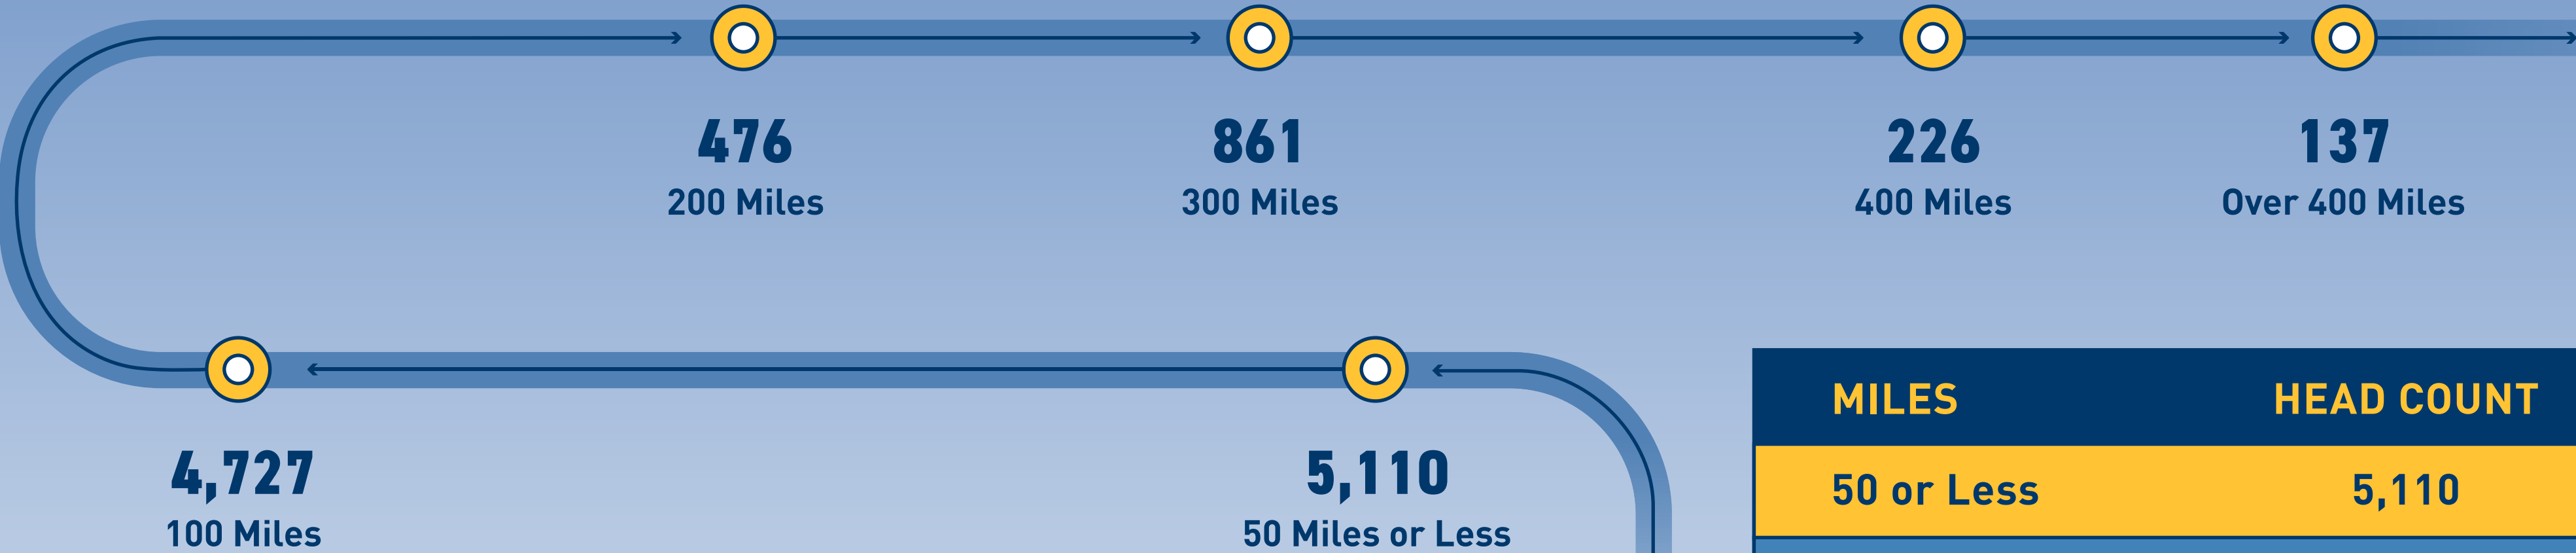 476
200 Miles
861
300 Miles
226
400 Miles
137
Over 400 Miles
4,727
100 Miles
5,110
50 Miles or Less
MILES HEAD COUNT
50 or Less 5,110